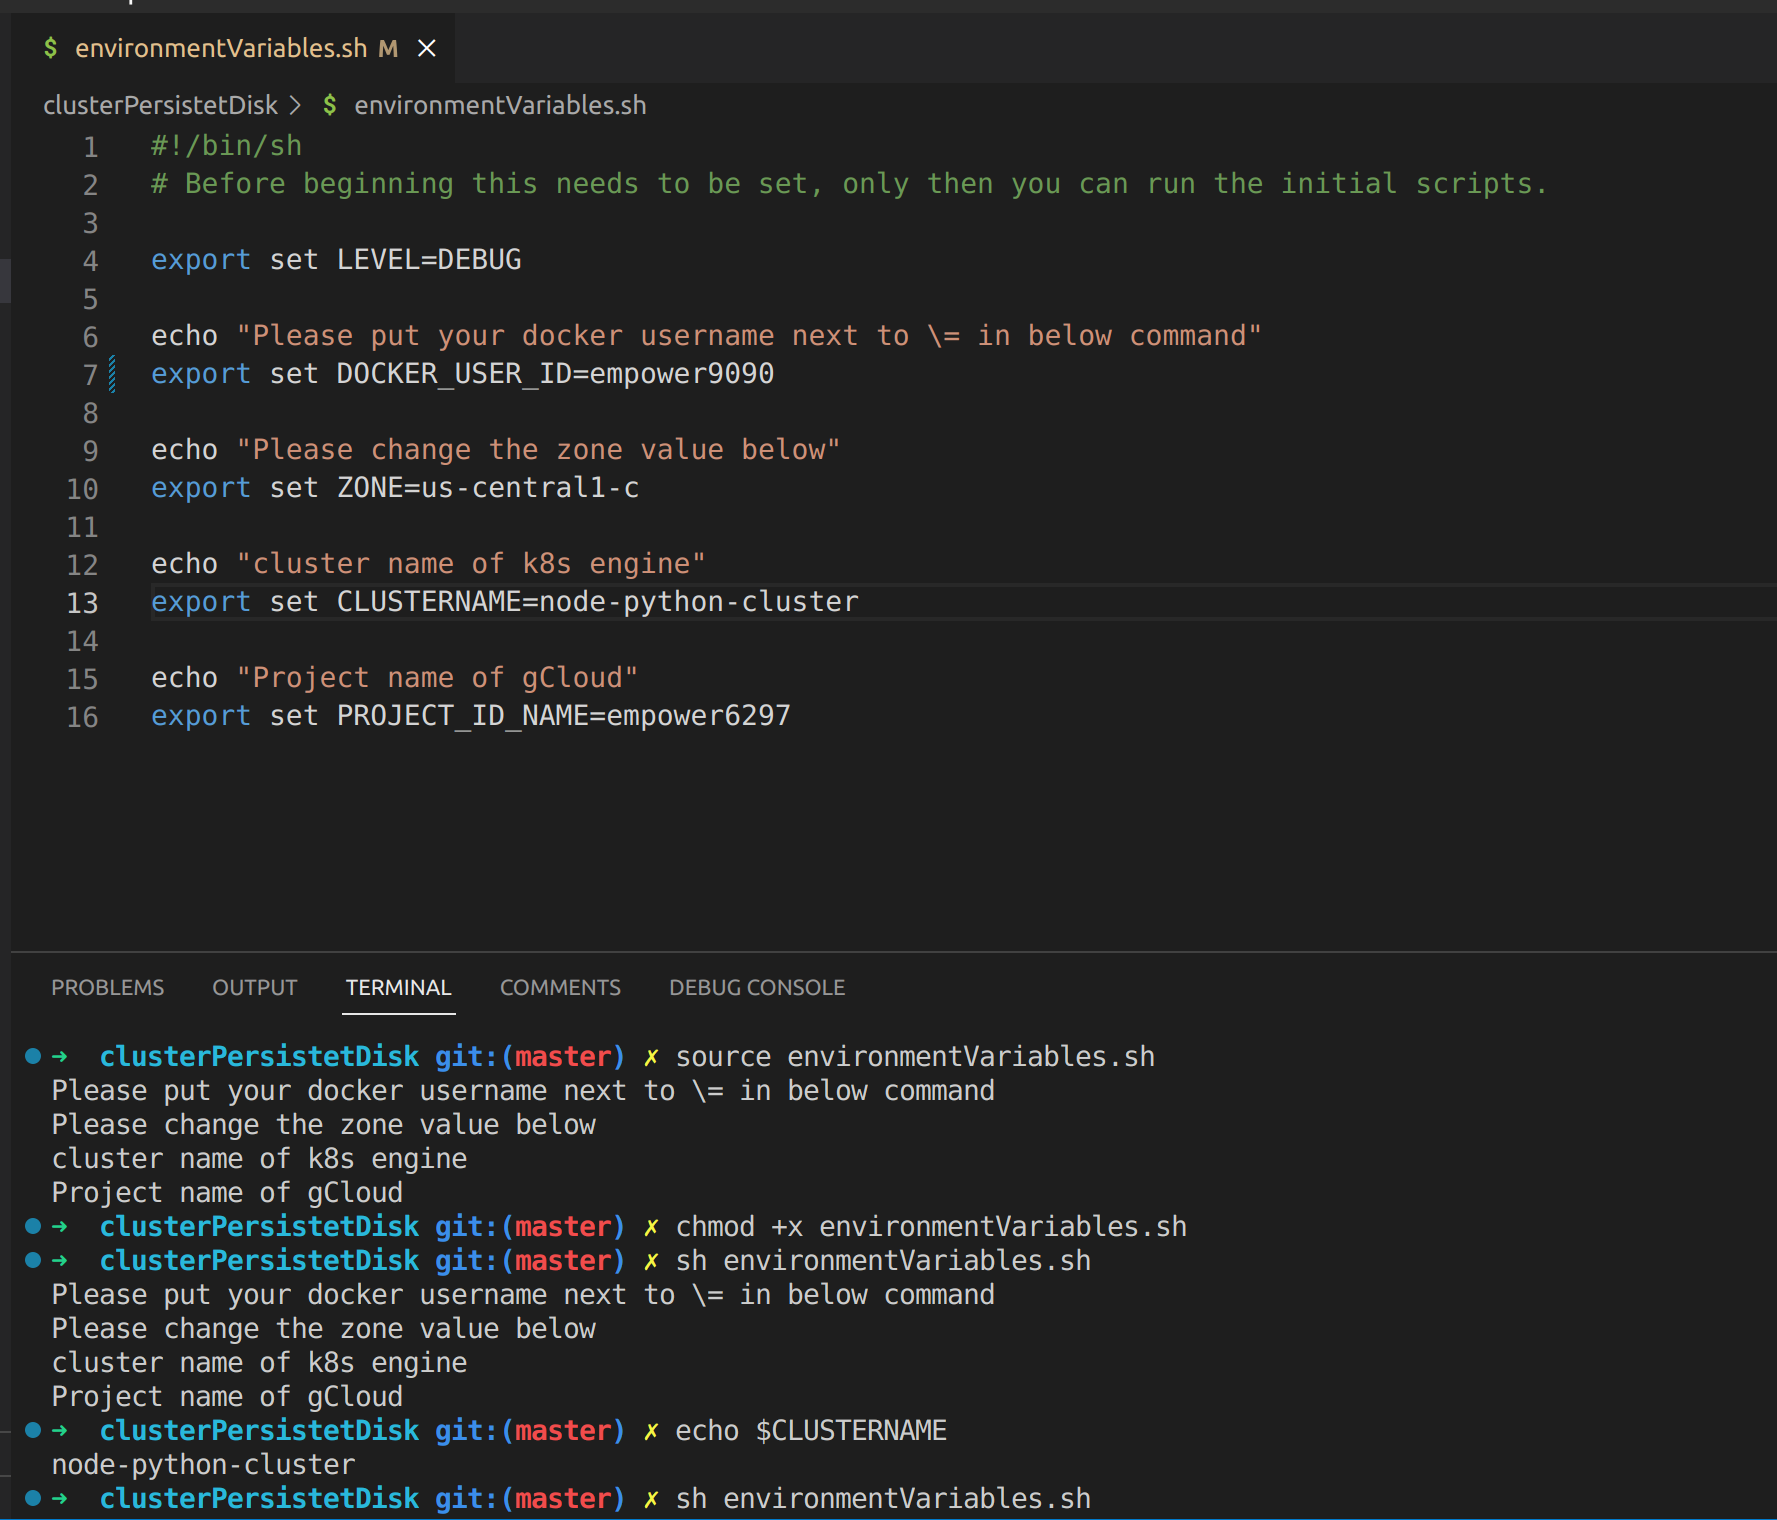 $ environmentVariables.sh M ×
clusterPersistetDisk > $ environmentVariables.sh
1 #!/bin/sh
2 # Before beginning this needs to be set, only then you can run the initial scripts.
3
4 export set LEVEL=DEBUG
5
6 echo "Please put your docker username next to \= in below command"
7 export set DOCKER_USER_ID=empower9090
8
9 echo "Please change the zone value below"
10 export set ZONE=us-central1-c
11
12 echo "cluster name of k8s engine"
13 export set CLUSTERNAME=node-python-cluster
14
15 echo "Project name of gCloud"
16 export set PROJECT_ID_NAME=empower6297
PROBLEMS OUTPUT TERMINAL COMMENTS DEBUG CONSOLE
➜ clusterPersistetDisk git:(master) ✗ source environmentVariables.sh
Please put your docker username next to \= in below command
Please change the zone value below
cluster name of k8s engine
Project name of gCloud
➜ clusterPersistetDisk git:(master) ✗ chmod +x environmentVariables.sh
➜ clusterPersistetDisk git:(master) ✗ sh environmentVariables.sh
Please put your docker username next to \= in below command
Please change the zone value below
cluster name of k8s engine
Project name of gCloud
➜ clusterPersistetDisk git:(master) ✗ echo $CLUSTERNAME
node-python-cluster
➜ clusterPersistetDisk git:(master) ✗ sh environmentVariables.sh